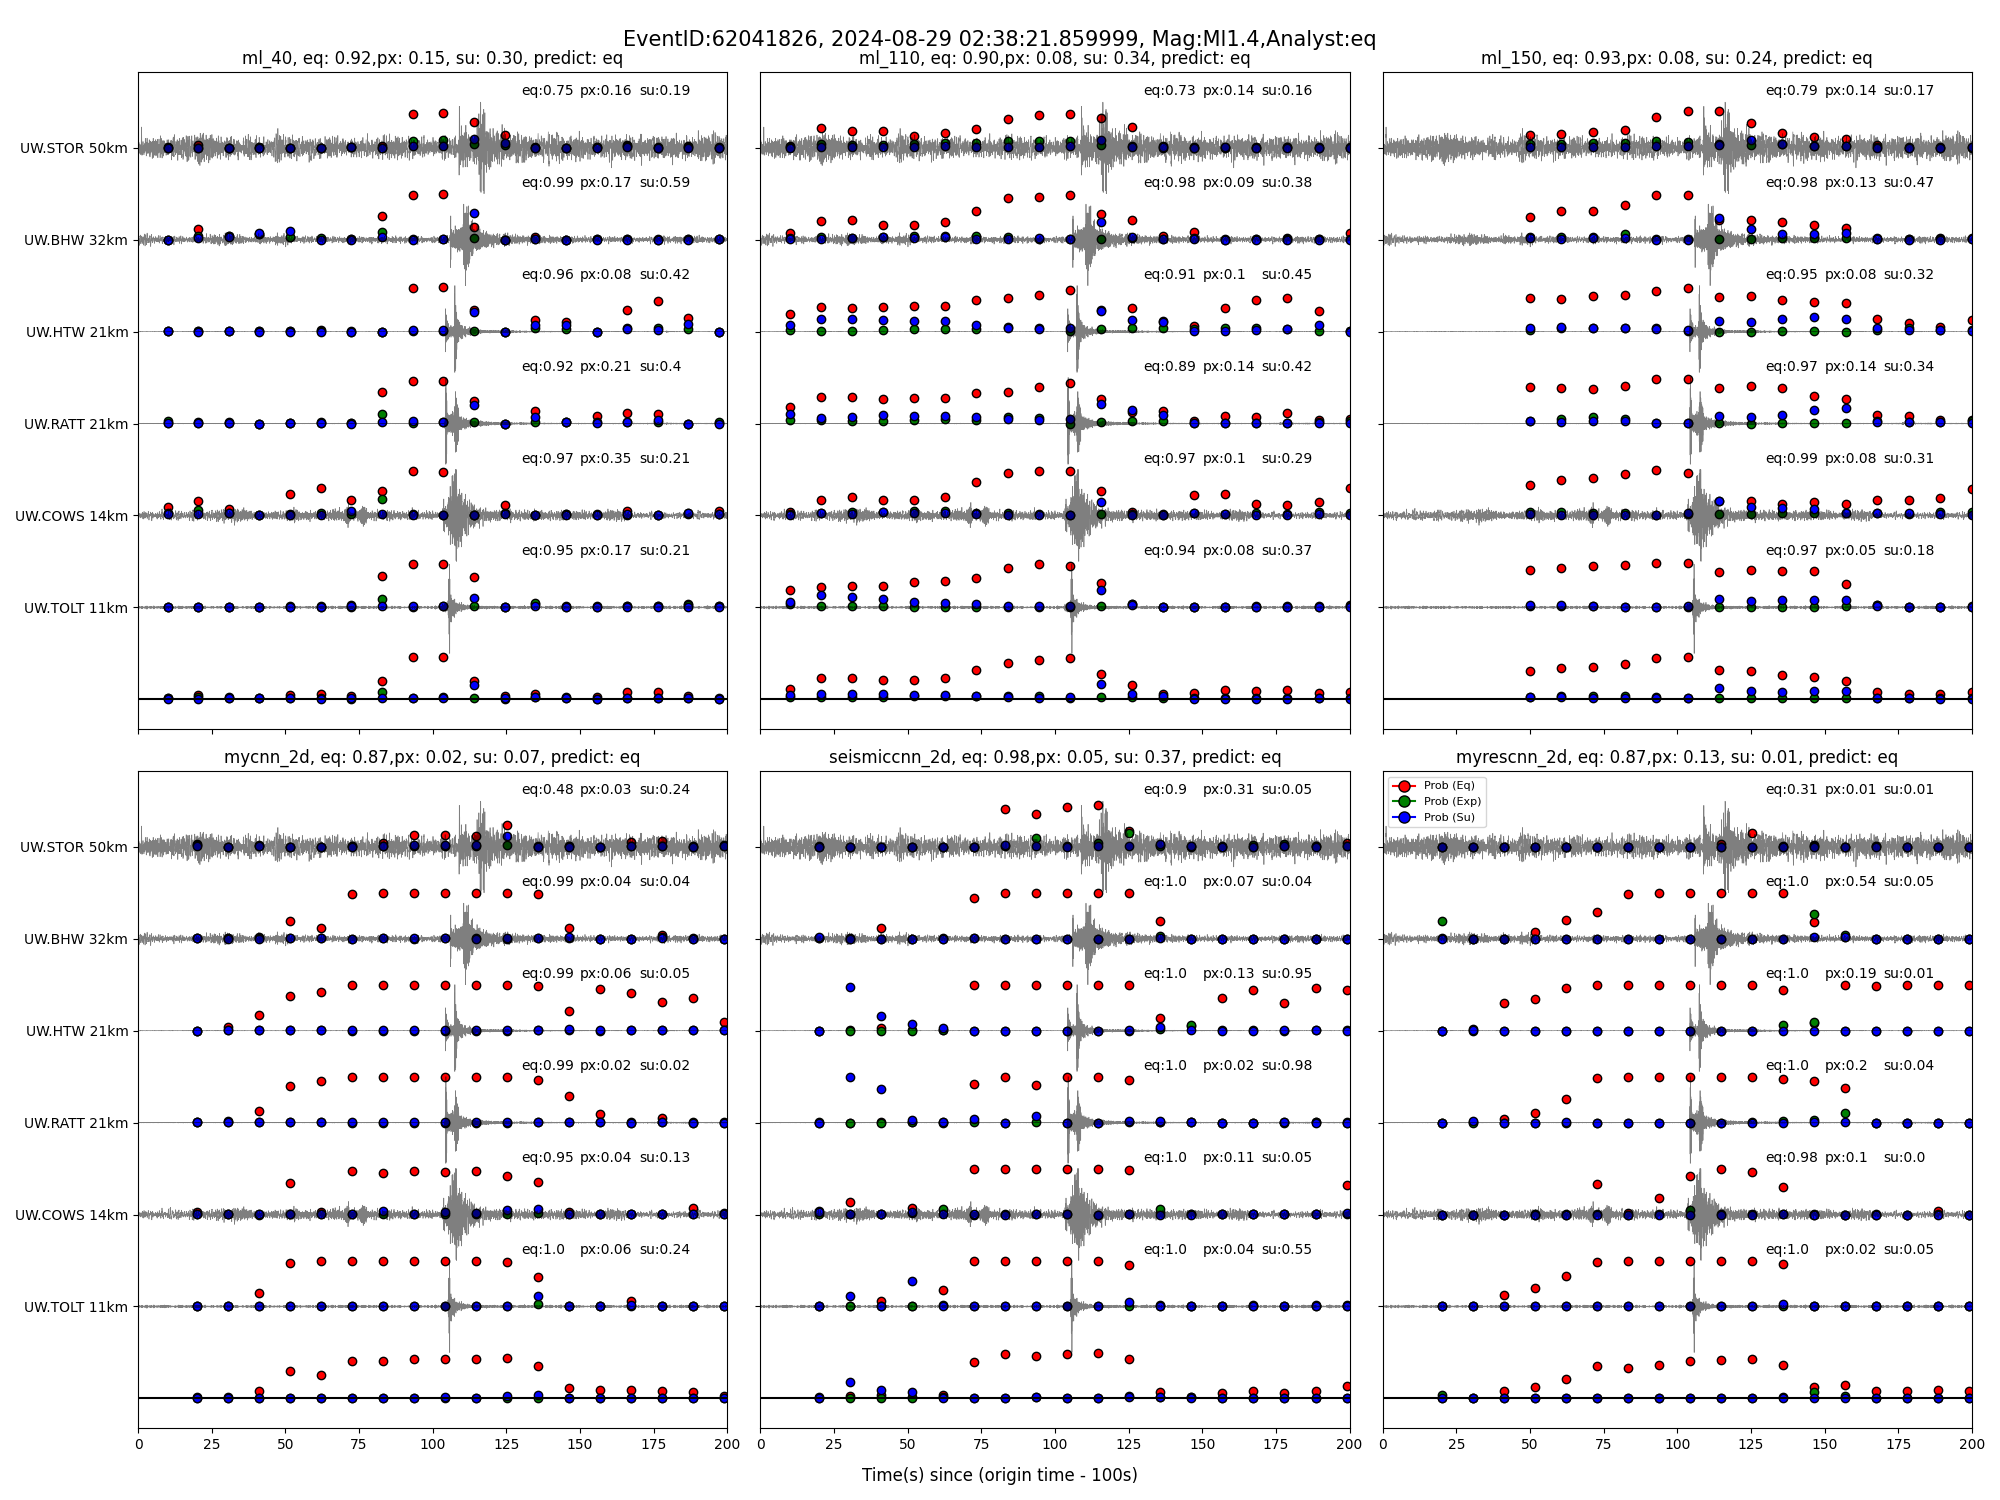 EventID:62041826, 2024-08-29 02:38:21.859999, Mag:Ml1.4,Analyst:eq
ml_40, eq: 0.92,px: 0.15, su: 0.30, predict: eq
eq:0.75 px:0.16 su:0.19
UW.STOR 50km
eq:0.99 px:0.17 su:0.59
UW.BHW 32km
eq:0.96 px:0.08 su:0.42
UW.HTW 21km
eq:0.92 px:0.21 su:0.4
UW.RATT 21km
eq:0.97 px:0.35 su:0.21
UW.COWS 14km
eq:0.95 px:0.17 su:0.21
UW.TOLT 11km
ml_110, eq: 0.90,px: 0.08, su: 0.34, predict: eq
eq:0.73 px:0.14 su:0.16
eq:0.98 px:0.09 su:0.38
eq:0.91 px:0.1 su:0.45
eq:0.89 px:0.14 su:0.42
eq:0.97 px:0.1 su:0.29
eq:0.94 px:0.08 su:0.37
ml_150, eq: 0.93,px: 0.08, su: 0.24, predict: eq
eq:0.79 px:0.14 su:0.17
eq:0.98 px:0.13 su:0.47
eq:0.95 px:0.08 su:0.32
eq:0.97 px:0.14 su:0.34
eq:0.99 px:0.08 su:0.31
eq:0.97 px:0.05 su:0.18
mycnn_2d, eq: 0.87,px: 0.02, su: 0.07, predict: eq
eq:0.48 px:0.03 su:0.24
UW.STOR 50km
eq:0.99 px:0.04 su:0.04
UW.BHW 32km
eq:0.99 px:0.06 su:0.05
UW.HTW 21km
eq:0.99 px:0.02 su:0.02
UW.RATT 21km
eq:0.95 px:0.04 su:0.13
UW.COWS 14km
eq:1.0 px:0.06 su:0.24
UW.TOLT 11km
0 25 50 75 100 125 150 175 200
seismiccnn_2d, eq: 0.98,px: 0.05, su: 0.37, predict: eq
eq:0.9 px:0.31 su:0.05
eq:1.0 px:0.07 su:0.04
eq:1.0 px:0.13 su:0.95
eq:1.0 px:0.02 su:0.98
eq:1.0 px:0.11 su:0.05
eq:1.0 px:0.04 su:0.55
0 25 50 75 100 125 150 175 200
myrescnn_2d, eq: 0.87,px: 0.13, su: 0.01, predict: eq
Prob (Eq)
Prob (Exp)
Prob (Su)
eq:0.31 px:0.01 su:0.01
eq:1.0 px:0.54 su:0.05
eq:1.0 px:0.19 su:0.01
eq:1.0 px:0.2 su:0.04
eq:0.98 px:0.1 su:0.0
eq:1.0 px:0.02 su:0.05
0 25 50 75 100 125 150 175 200
Time(s) since (origin time - 100s)